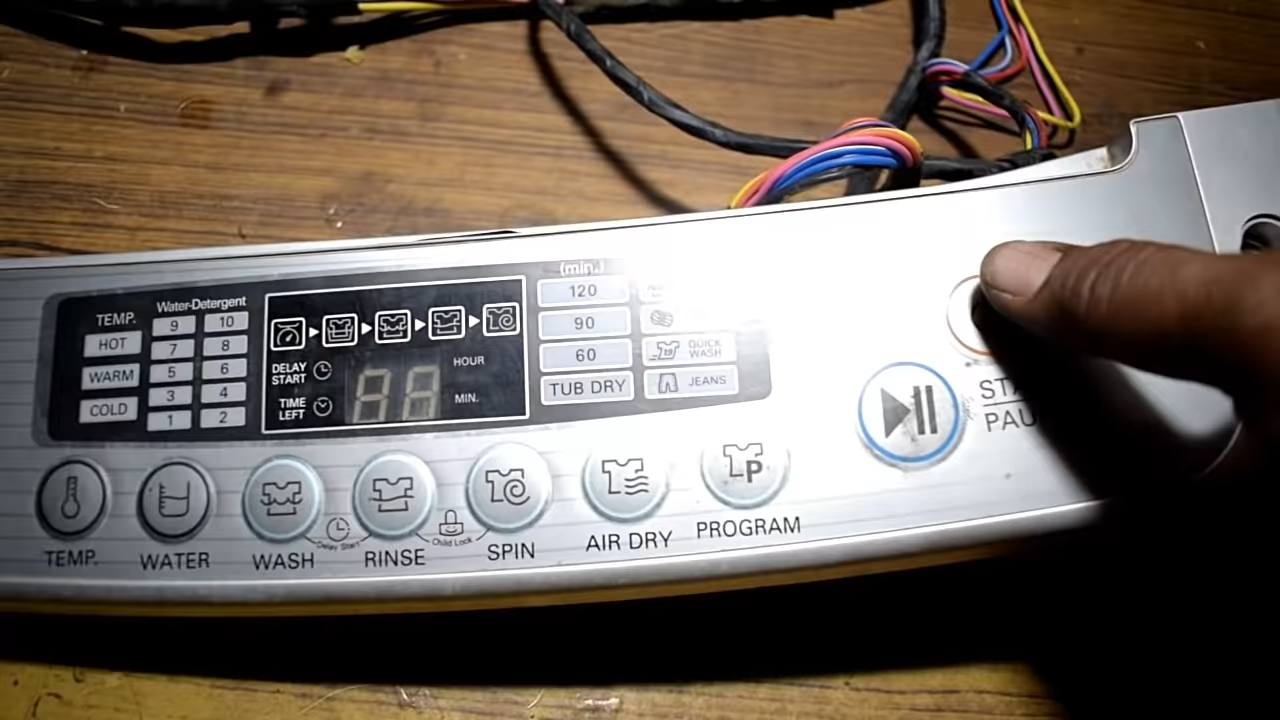 TEMP.
HOT
WARM
COLD
Water-Detergent
9 10
7 8
5 6
3 4
1 2
DELAY
START
TIME
LEFT
88
HOUR
MIN.
(min.)
120
90
60
TUB DRY
QUICK
WASH
JEANS
TEMP.
WATER
WASH
Delay Start
RINSE
Child Lock
SPIN
AIR DRY
P
PROGRAM
STA
PAU